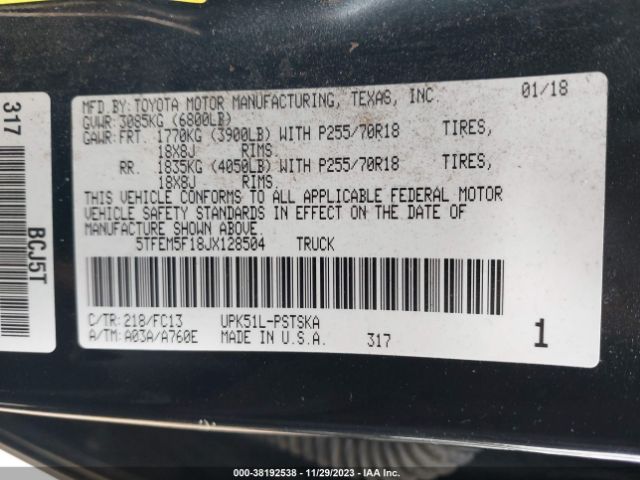 MFD.BY:TOYOTA MOTOR MANUFACTURING, TEXAS, INC. 01/18
GVWR:3085KG (6800LB)
GAWR:FRT. 1770KG (3900LB) WITH P255/70R18 TIRES,
18X8J RIMS.
RR. 1835KG (4050LB) WITH P255/70R18 TIRES,
18X8J RIMS.
THIS VEHICLE CONFORMS TO ALL APPLICABLE FEDERAL MOTOR
VEHICLE SAFETY STANDARDS IN EFFECT ON THE DATE OF
MANUFACTURE SHOWN ABOVE.
5TFEM5F18JX128504 TRUCK
C/TR:218/FC13 UPK51L-PSTSKA
A/TM:A03A/A760E MADE IN U.S.A. 317 1
317
BCJ5T
000-38192538 - 11/29/2023 - IAA Inc.